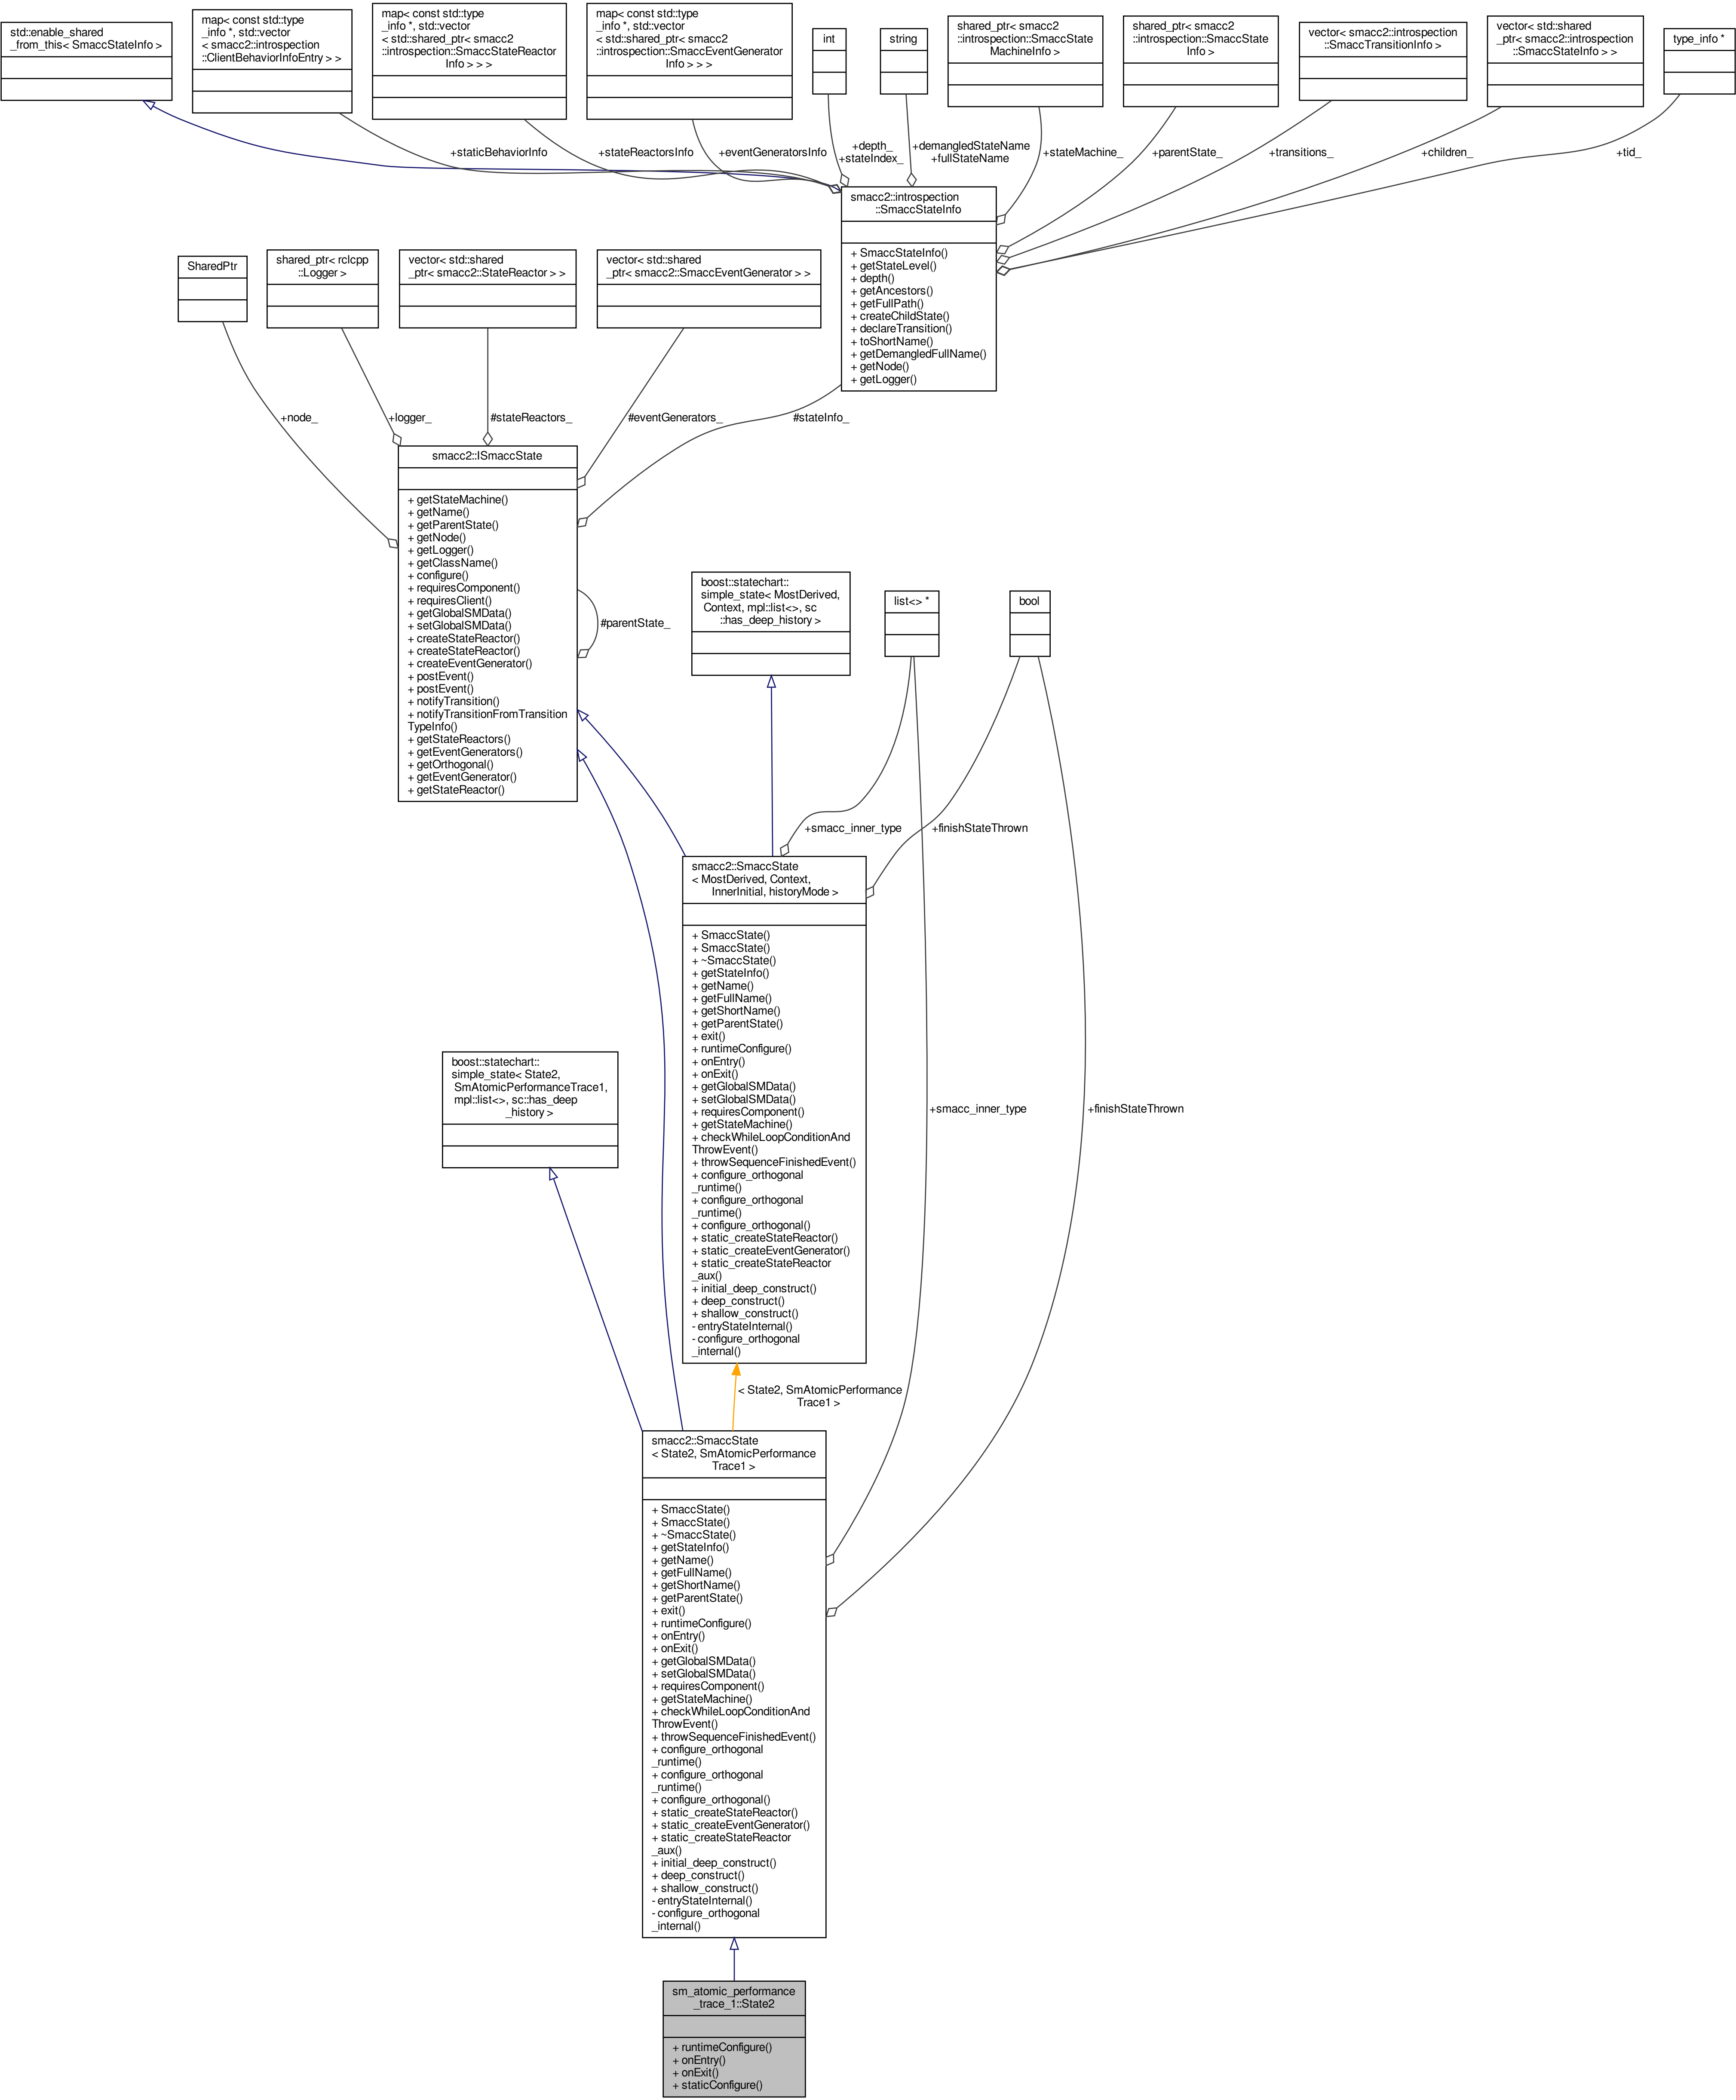 std::enable_shared
_from_this< SmaccStateInfo >
map< const std::type
_info *, std::vector
< smacc2::introspection
::ClientBehaviorInfoEntry > >
map< const std::type
_info *, std::vector
< std::shared_ptr< smacc2
::introspection::SmaccStateReactor
Info > > >
map< const std::type
_info *, std::vector
< std::shared_ptr< smacc2
::introspection::SmaccEventGenerator
Info > > >
int
string
shared_ptr< smacc2
::introspection::SmaccState
MachineInfo >
shared_ptr< smacc2
::introspection::SmaccState
Info >
vector< smacc2::introspection
::SmaccTransitionInfo >
vector< std::shared
_ptr< smacc2::introspection
::SmaccStateInfo > >
type_info *
+staticBehaviorInfo
+stateReactorsInfo
+eventGeneratorsInfo
+depth_
+stateIndex_
+demangledStateName
+fullStateName
+stateMachine_
+parentState_
+transitions_
+children_
+tid_
smacc2::introspection
::SmaccStateInfo
+ SmaccStateInfo()
+ getStateLevel()
+ depth()
+ getAncestors()
+ getFullPath()
+ createChildState()
+ declareTransition()
+ toShortName()
+ getDemangledFullName()
+ getNode()
+ getLogger()
SharedPtr
shared_ptr< rclcpp
::Logger >
vector< std::shared
_ptr< smacc2::StateReactor > >
vector< std::shared
_ptr< smacc2::SmaccEventGenerator > >
+node_
+logger_
#stateReactors_
#eventGenerators_
#stateInfo_
smacc2::ISmaccState
+ getStateMachine()
+ getName()
+ getParentState()
+ getNode()
+ getLogger()
+ getClassName()
+ configure()
+ requiresComponent()
+ requiresClient()
+ getGlobalSMData()
+ setGlobalSMData()
+ createStateReactor()
+ createStateReactor()
+ createEventGenerator()
+ postEvent()
+ postEvent()
+ notifyTransition()
+ notifyTransitionFromTransition
TypeInfo()
+ getStateReactors()
+ getEventGenerators()
+ getOrthogonal()
+ getEventGenerator()
+ getStateReactor()
#parentState_
boost::statechart::
simple_state< MostDerived,
Context, mpl::list<>, sc
::has_deep_history >
list<> *
bool
+smacc_inner_type
+finishStateThrown
smacc2::SmaccState
< MostDerived, Context,
InnerInitial, historyMode >
+ SmaccState()
+ SmaccState()
+ ~SmaccState()
+ getStateInfo()
+ getName()
+ getFullName()
+ getShortName()
+ getParentState()
+ exit()
+ runtimeConfigure()
+ onEntry()
+ onExit()
+ getGlobalSMData()
+ setGlobalSMData()
+ requiresComponent()
+ getStateMachine()
+ checkWhileLoopConditionAnd
ThrowEvent()
+ throwSequenceFinishedEvent()
+ configure_orthogonal
_runtime()
+ configure_orthogonal
_runtime()
+ configure_orthogonal()
+ static_createStateReactor()
+ static_createEventGenerator()
+ static_createStateReactor
_aux()
+ initial_deep_construct()
+ deep_construct()
+ shallow_construct()
- entryStateInternal()
- configure_orthogonal
_internal()
boost::statechart::
simple_state< State2,
SmAtomicPerformanceTrace1,
mpl::list<>, sc::has_deep
_history >
+smacc_inner_type
+finishStateThrown
< State2, SmAtomicPerformance
Trace1 >
smacc2::SmaccState
< State2, SmAtomicPerformance
Trace1 >
+ SmaccState()
+ SmaccState()
+ ~SmaccState()
+ getStateInfo()
+ getName()
+ getFullName()
+ getShortName()
+ getParentState()
+ exit()
+ runtimeConfigure()
+ onEntry()
+ onExit()
+ getGlobalSMData()
+ setGlobalSMData()
+ requiresComponent()
+ getStateMachine()
+ checkWhileLoopConditionAnd
ThrowEvent()
+ throwSequenceFinishedEvent()
+ configure_orthogonal
_runtime()
+ configure_orthogonal
_runtime()
+ configure_orthogonal()
+ static_createStateReactor()
+ static_createEventGenerator()
+ static_createStateReactor
_aux()
+ initial_deep_construct()
+ deep_construct()
+ shallow_construct()
- entryStateInternal()
- configure_orthogonal
_internal()
sm_atomic_performance
_trace_1::State2
+ runtimeConfigure()
+ onEntry()
+ onExit()
+ staticConfigure()